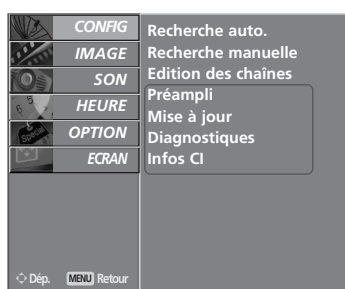 CONFIG
IMAGE
SON
HEURE
OPTION
ECRAN
Recherche auto.
Recherche manuelle
Edition des chaînes
Préampli
Mise à jour
Diagnostiques
Infos CI
Dép. MENU Retour